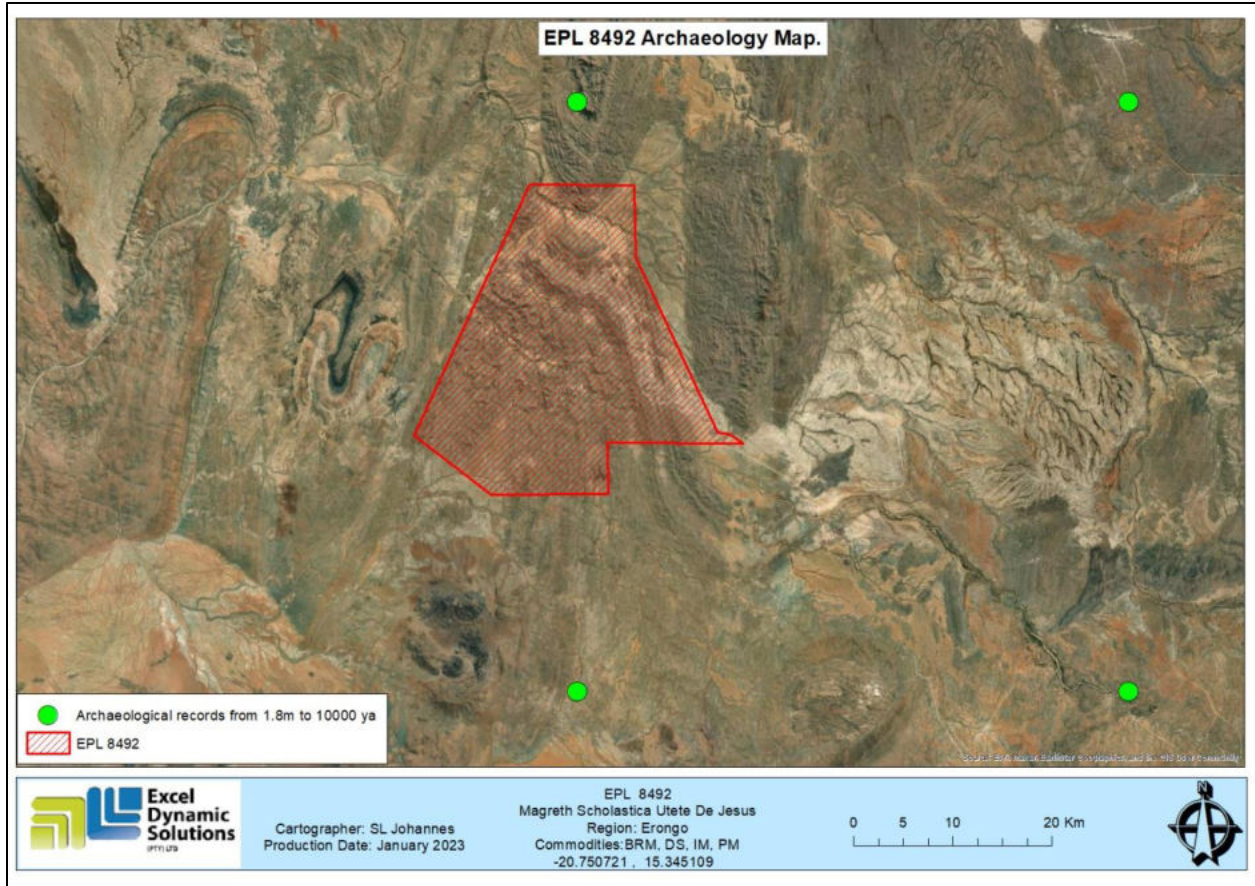 EPL 8492 Archaeology Map.
Archaeological records from 1.8m to 10000 ya
EPL 8492
Excel
Dynamic
Solutions
(PTY) LTD
Cartographer: SL Johannes
Production Date: January 2023
EPL 8492
Magreth Scholastica Utete De Jesus
Region: Erongo
Commodities:BRM, DS, IM, PM
-20.750721 , 15.345109
0 5 10 20 Km
N